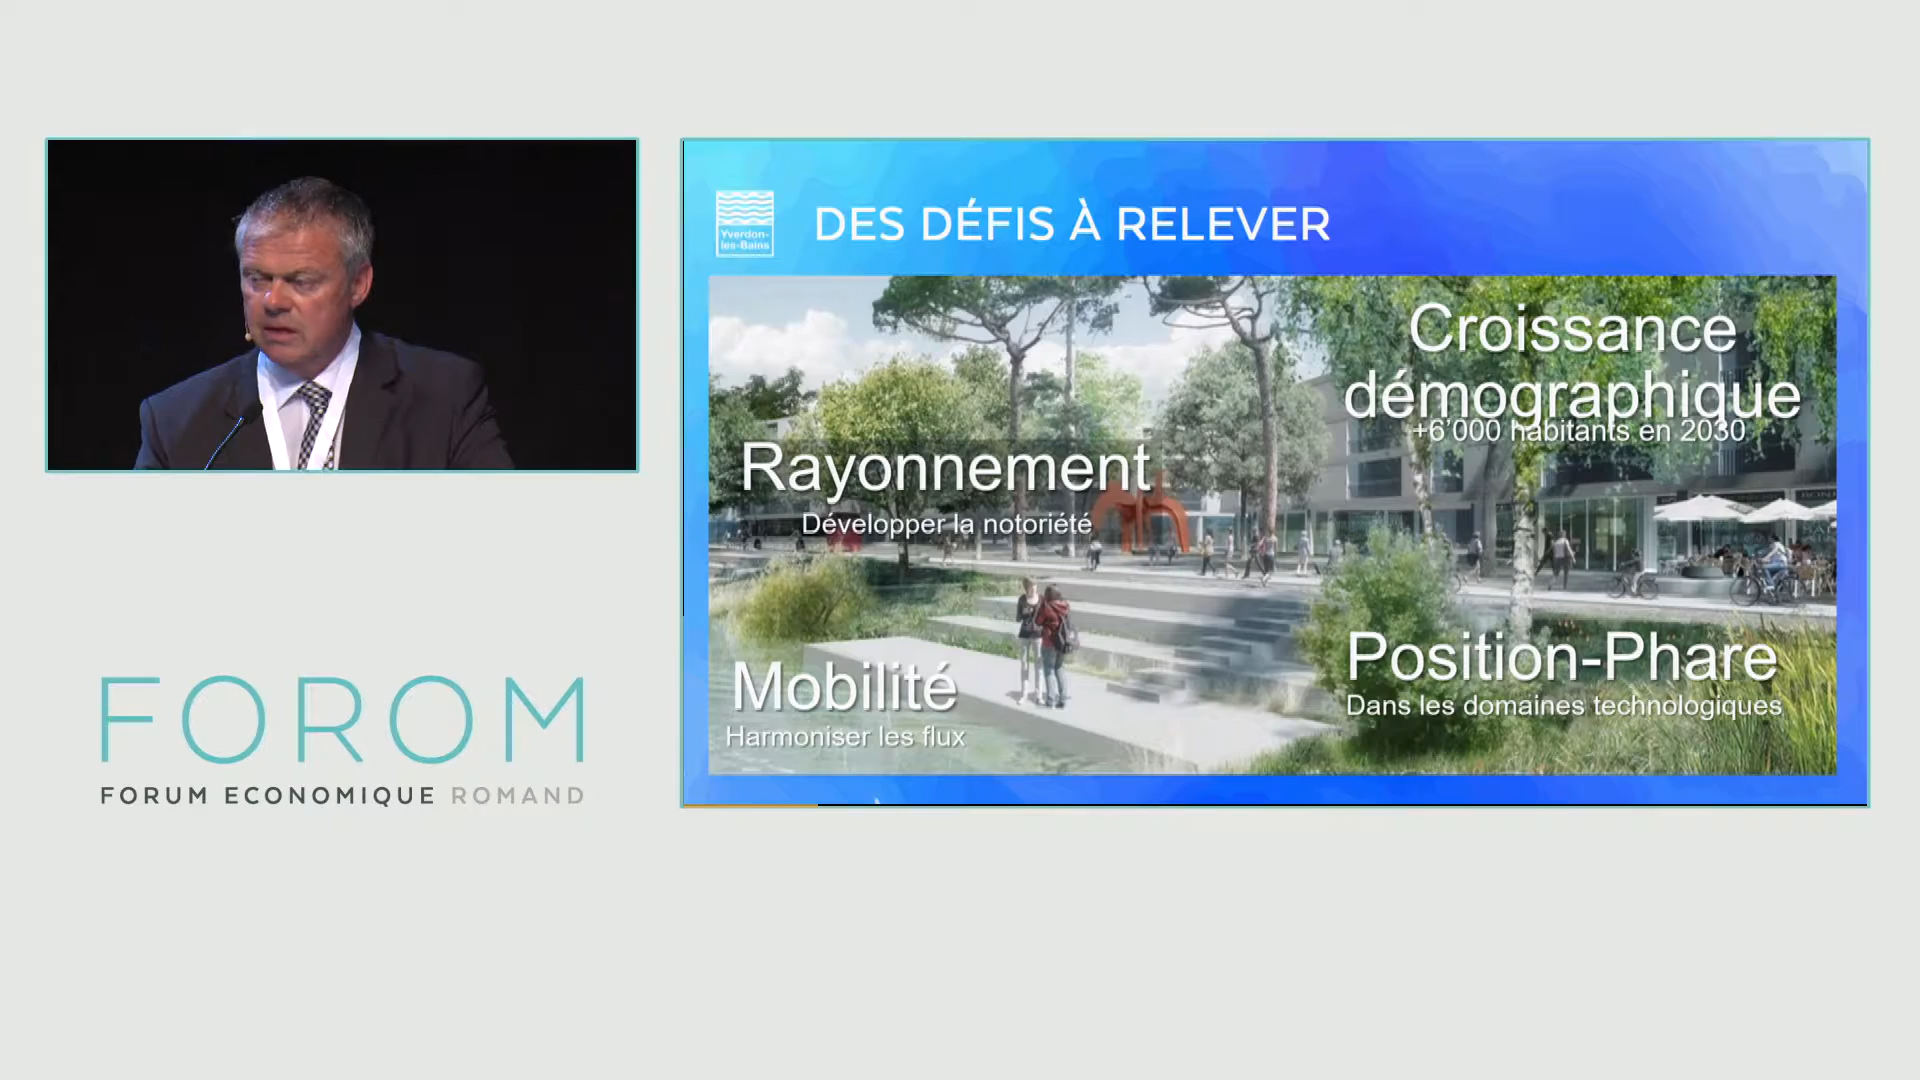 Yverdon-
les-Bains
DES DÉFIS À RELEVER
Croissance
démographique
+6'000 habitants en 2030
Rayonnement
Développer la notoriété
Mobilité
Harmoniser les flux
Position-Phare
Dans les domaines technologiques
FOROM
FORUM ECONOMIQUE ROMAND